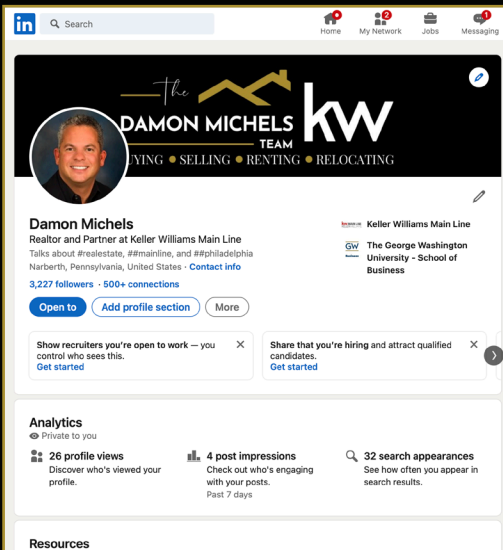 in
Search
Home
2
My Network
Jobs
1
Messaging
The
DAMON MICHELS
TEAM
kw
UYING • SELLING • RENTING • RELOCATING
Damon Michels
Realtor and Partner at Keller Williams Main Line
Talks about #realestate, ##mainline, and ##philadelphia
Narberth, Pennsylvania, United States · Contact info
3,227 followers · 500+ connections
Keller Williams Main Line
GW
The George Washington
University - School of
Business
Open to
Add profile section
More
Show recruiters you're open to work — you
control who sees this.
Get started
Share that you're hiring and attract qualified
candidates.
Get started
Analytics
Private to you
26 profile views
Discover who's viewed your
profile.
4 post impressions
Check out who's engaging
with your posts.
Past 7 days
32 search appearances
See how often you appear in
search results.
Resources